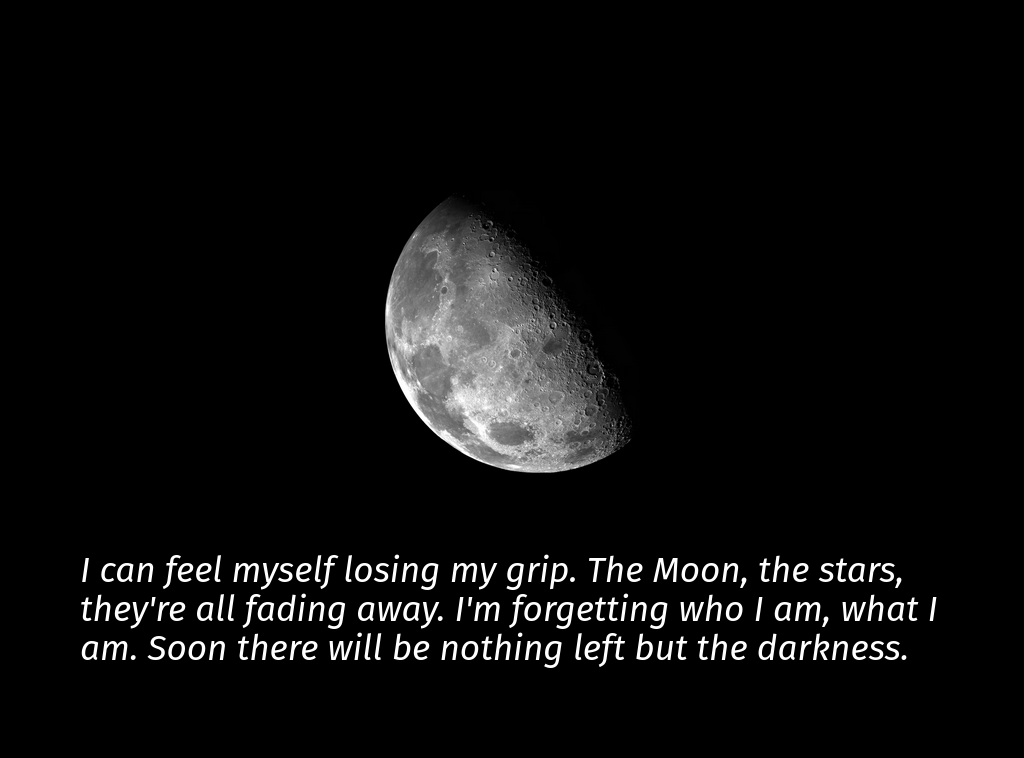 I can feel myself losing my grip. The Moon, the stars,
they're all fading away. I'm forgetting who I am, what I
am. Soon there will be nothing left but the darkness.